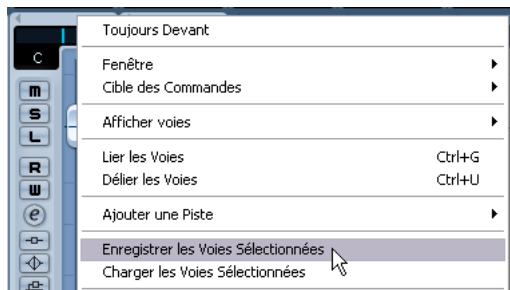 Toujours Devant
C
Fenêtre
Cible des Commandes
Afficher voies
Lier les Voies Ctrl+G
Délier les Voies Ctrl+U
Ajouter une Piste
Enregistrer les Voies Sélectionnées
Charger les Voies Sélectionnées
m
S
L
R
W
e